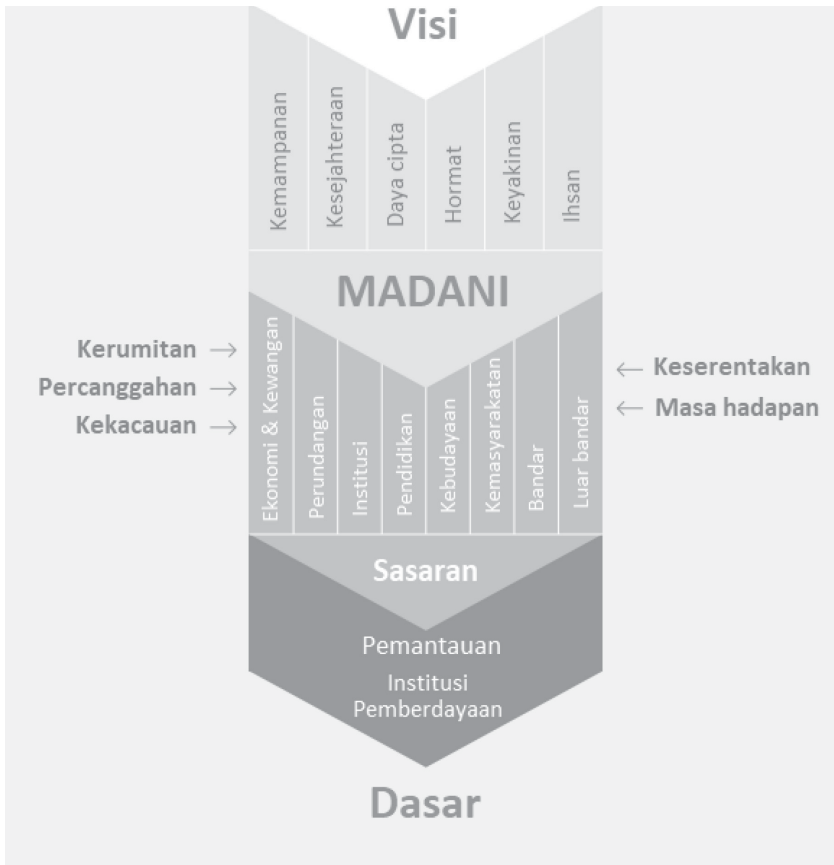 Visi
Kemampanan
Kesejahteraan
Daya cipta
Hormat
Keyakinan
Ihsan
MADANI
Kerumitan →
Percanggahan →
Kekacauan →
Ekonomi & Kewangan
Perundangan
Institusi
Pendidikan
Kebudayaan
Kemasyarakatan
Bandar
Luar bandar
← Keserentakan
← Masa hadapan
Sasaran
Pemantauan
Institusi
Pemberdayaan
Dasar